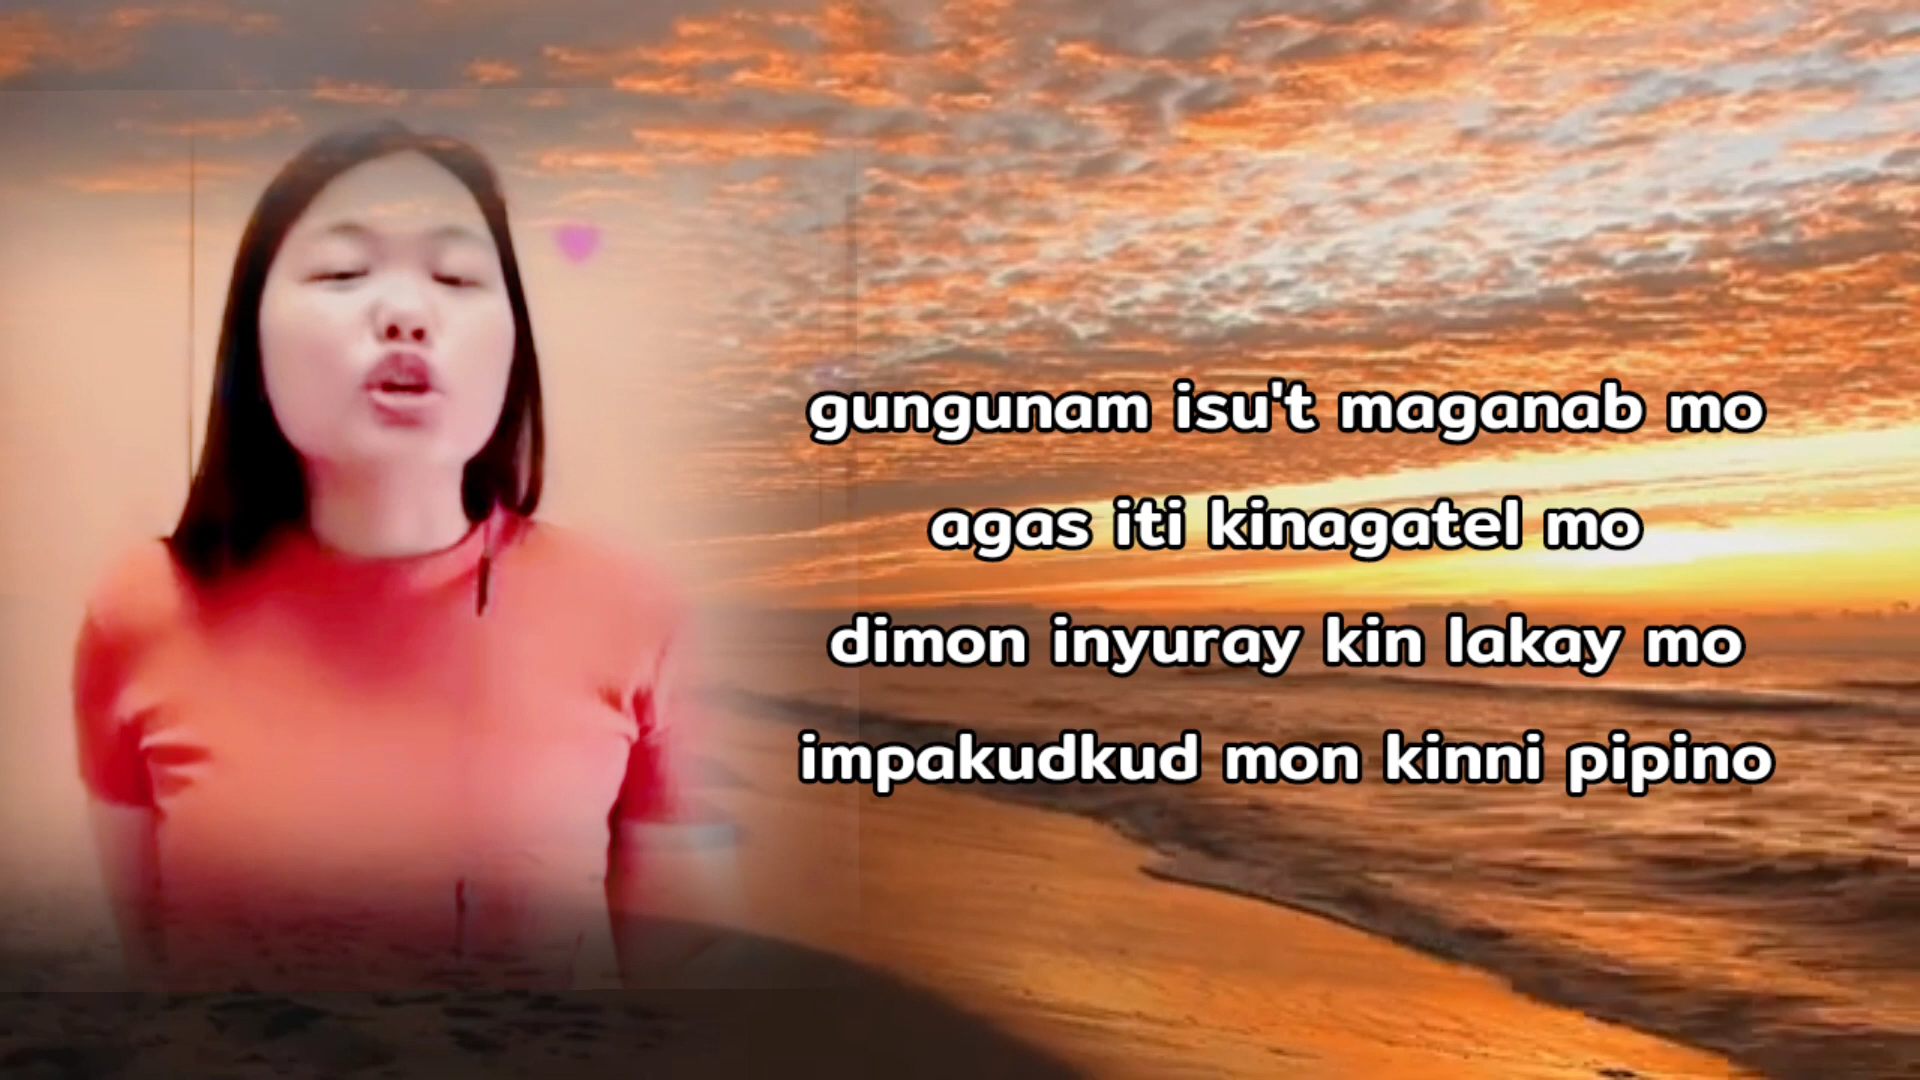 gungunam isu't maganab mo
agas iti kinagatel mo
dimon inyuray kin lakay mo
impakudkud mon kinni pipino